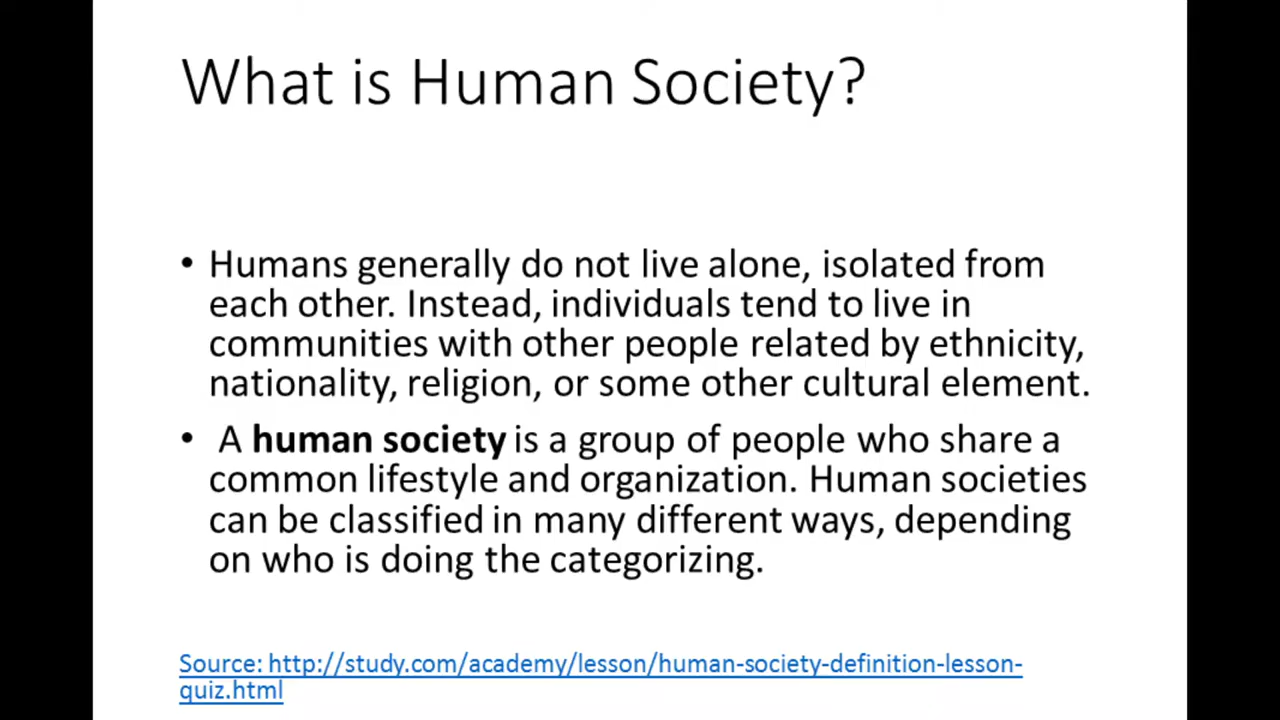 What is Human Society?
• Humans generally do not live alone, isolated from
each other. Instead, individuals tend to live in
communities with other people related by ethnicity,
nationality, religion, or some other cultural element.
• A human society is a group of people who share a
common lifestyle and organization. Human societies
can be classified in many different ways, depending
on who is doing the categorizing.
Source: http://study.com/academy/lesson/human-society-definition-lesson-
quiz.html